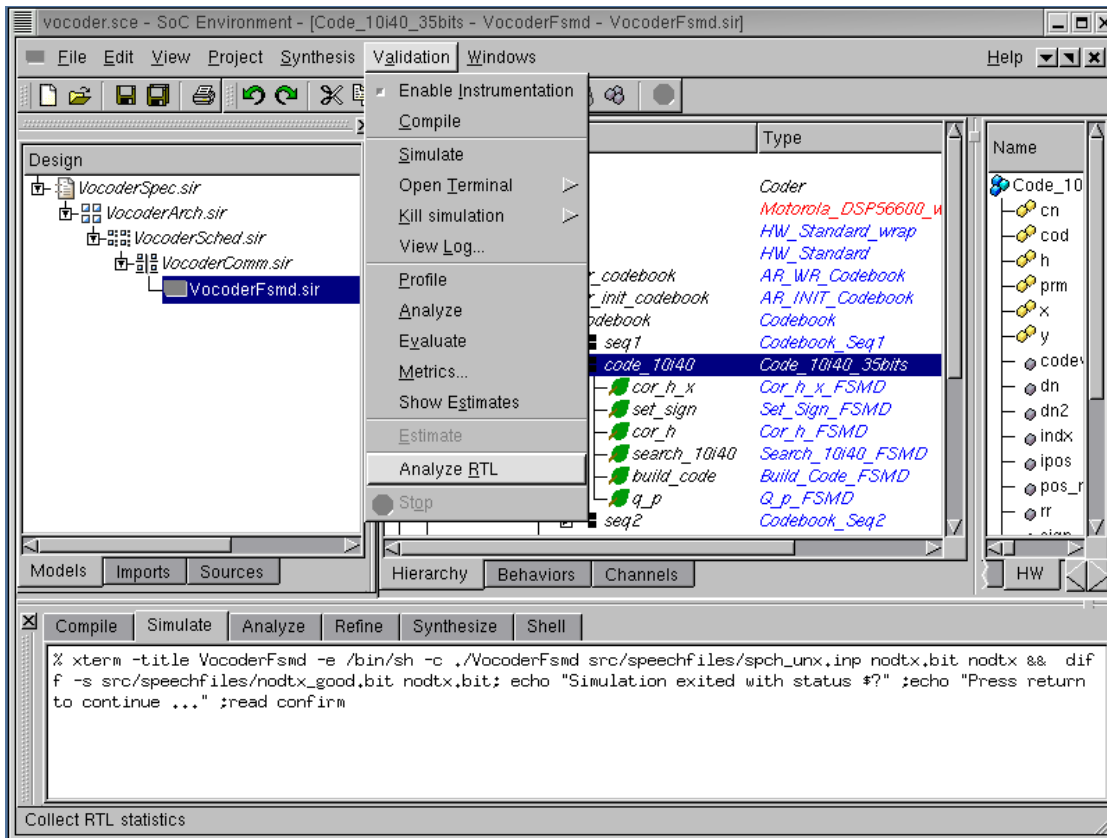 vocoder.sce - SoC Environment - [Code_10i40_35bits - VocoderFsmd - VocoderFsmd.sir]
File Edit View Project Synthesis Validation Windows Help
Enable Instrumentation
Compile
Simulate
Open Terminal
Kill simulation
View Log...
Profile
Analyze
Evaluate
Metrics...
Show Estimates
Estimate
Analyze RTL
Stop
Design
VocoderSpec.sir
VocoderArch.sir
VocoderSched.sir
VocoderComm.sir
VocoderFsmd.sir
Models Imports Sources
Type
Coder
Motorola_DSP56600_w
HW_Standard_wrap
HW_Standard
r_codebook AR_WR_Codebook
r_init_codebook AR_INIT_Codebook
odebook Codebook
seq1 Codebook_Seq1
code_10i40 Code_10i40_35bits
cor_h_x Cor_h_x_FSMD
set_sign Set_Sign_FSMD
cor_h Cor_h_FSMD
search_10i40 Search_10i40_FSMD
build_code Build_Code_FSMD
q_p Q_p_FSMD
seq2 Codebook_Seq2
Hierarchy Behaviors Channels
Name
Code_10
cn
cod
h
prm
x
y
codev
dn
dn2
indx
ipos
pos_r
rr
HW
Compile Simulate Analyze Refine Synthesize Shell
% xterm -title VocoderFsmd -e /bin/sh -c ./VocoderFsmd src/speechfiles/spch_unx.inp nodtx.bit nodtx && dif
f -s src/speechfiles/nodtx_good.bit nodtx.bit; echo "Simulation exited with status $?" ;echo "Press return
to continue ..." ;read confirm
Collect RTL statistics